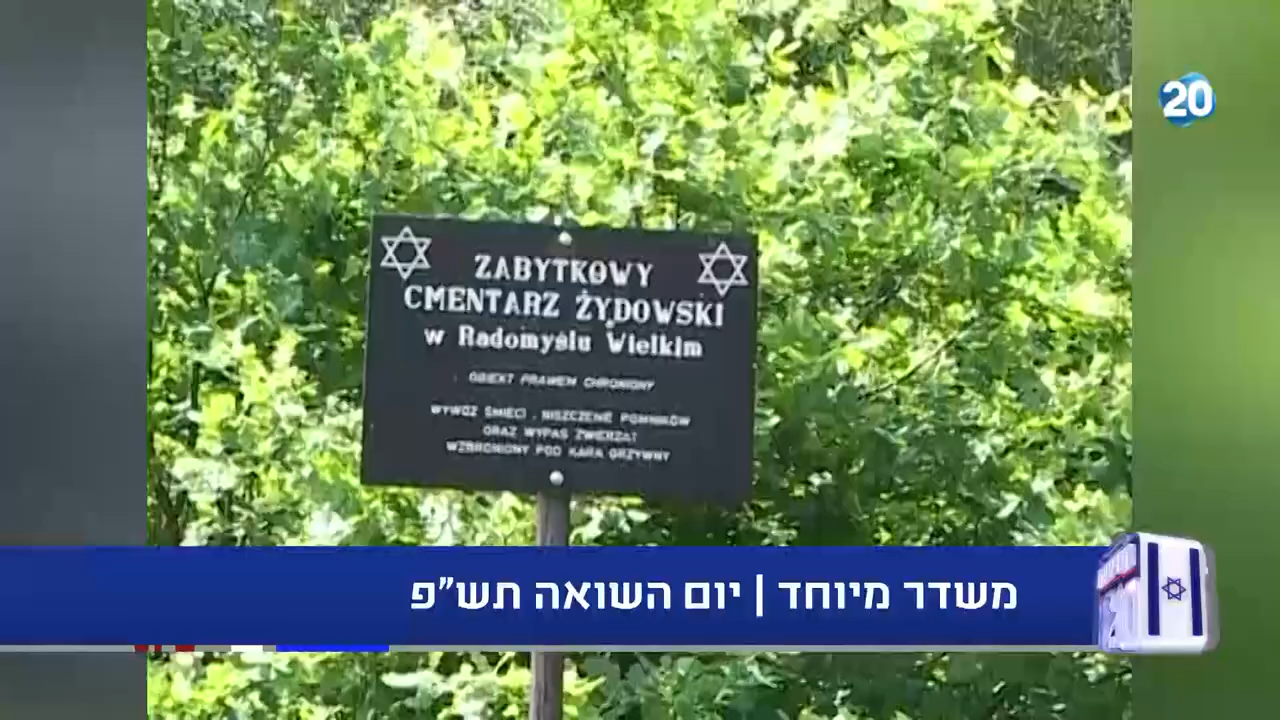 20
ZABYTKOWY
CMENTARZ ŻYDOWSKI
w Radomyślu Wielkim
OBIEKT PRAWEM CHRONIONY
WYWÓZ ŚMIECI , NISZCZENIE POMNIKÓW
ORAZ WYPAS ZWIERZĄT
WZBRONIONY POD KARĄ GRZYWNY
משדר מיוחד | יום השואה תש"פ